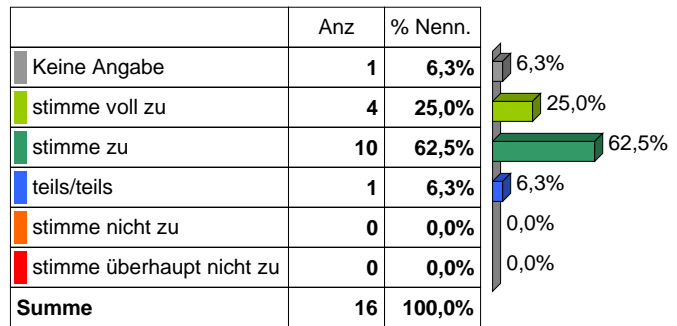 Anz % Nenn.
Keine Angabe 1 6,3% 6,3%
stimme voll zu 4 25,0% 25,0%
stimme zu 10 62,5% 62,5%
teils/teils 1 6,3% 6,3%
stimme nicht zu 0 0,0% 0,0%
stimme überhaupt nicht zu 0 0,0% 0,0%
Summe 16 100,0%